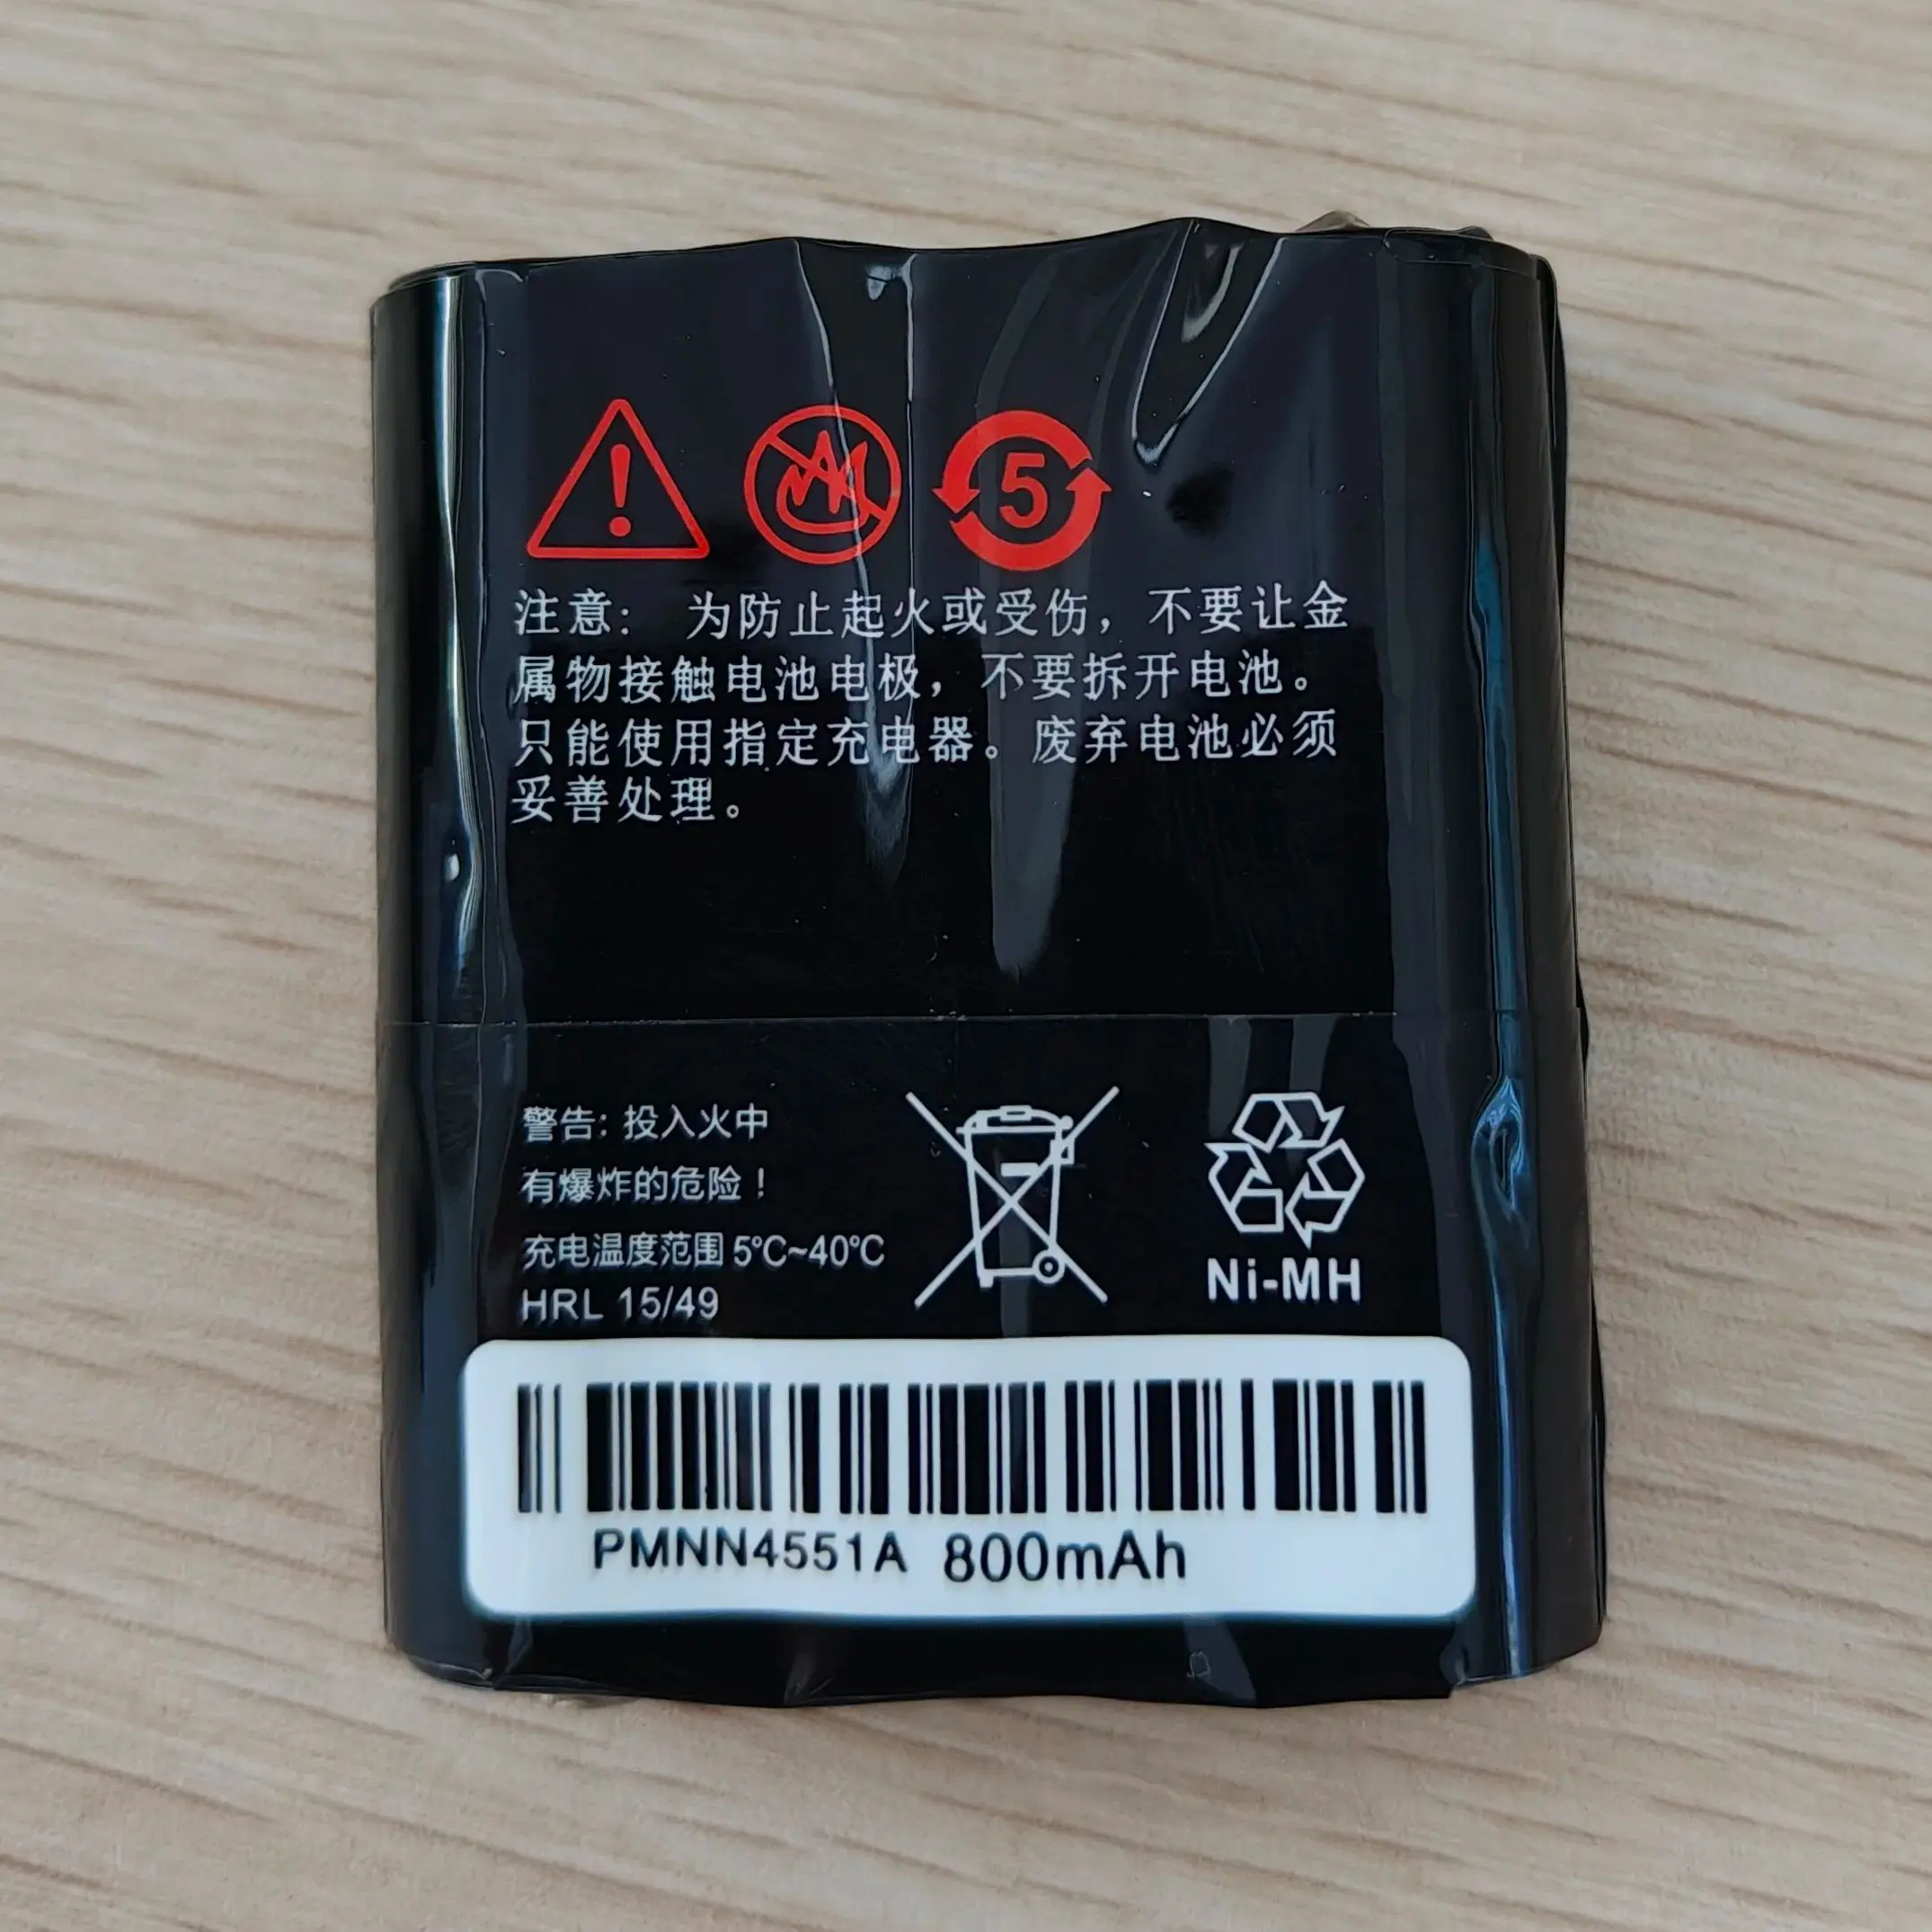 5
注意： 为防止起火或受伤，不要让金
属物接触电池电极，不要拆开电池。
只能使用指定充电器。废弃电池必须
妥善处理。
警告：投入火中
有爆炸的危险！
充电温度范围 5℃~40℃
HRL 15/49
Ni-MH
PMNN4551A 800mAh